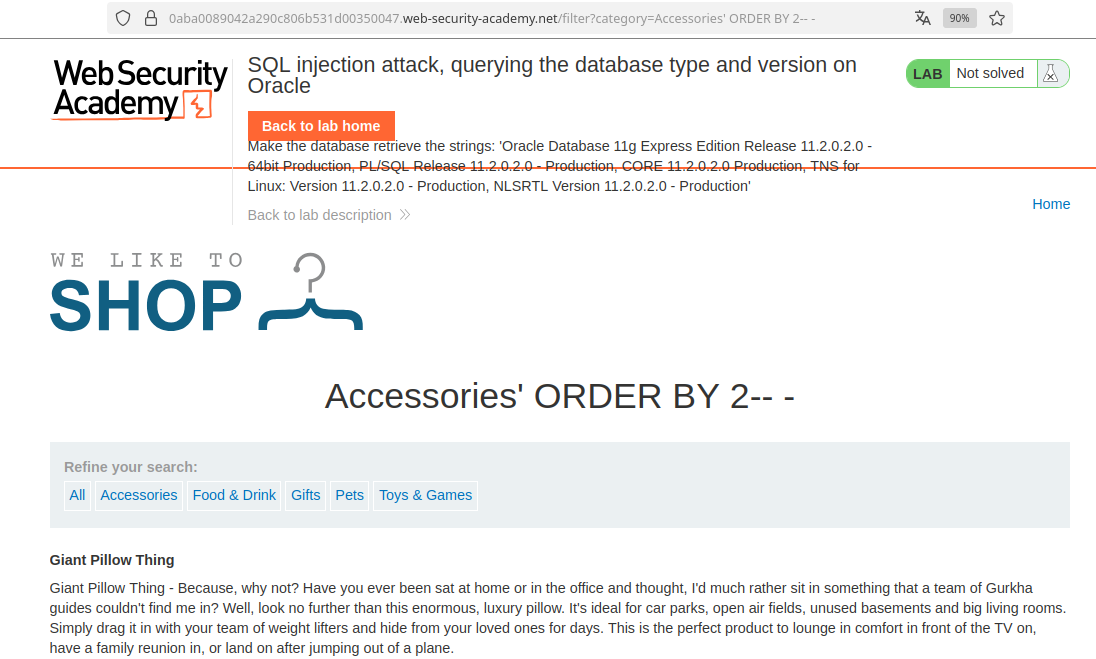 0aba0089042a290c806b531d00350047.web-security-academy.net/filter?category=Accessories' ORDER BY 2-- -
90%
Web Security
Academy
SQL injection attack, querying the database type and version on
Oracle
LAB Not solved
Back to lab home
Make the database retrieve the strings: 'Oracle Database 11g Express Edition Release 11.2.0.2.0 -
64bit Production, PL/SQL Release 11.2.0.2.0 - Production, CORE 11.2.0.2.0 Production, TNS for
Linux: Version 11.2.0.2.0 - Production, NLSRTL Version 11.2.0.2.0 - Production'
Back to lab description
Home
WE LIKE TO
SHOP
Accessories' ORDER BY 2-- -
Refine your search:
All Accessories Food & Drink Gifts Pets Toys & Games
Giant Pillow Thing
Giant Pillow Thing - Because, why not? Have you ever been sat at home or in the office and thought, I'd much rather sit in something that a team of Gurkha
guides couldn't find me in? Well, look no further than this enormous, luxury pillow. It's ideal for car parks, open air fields, unused basements and big living rooms.
Simply drag it in with your team of weight lifters and hide from your loved ones for days. This is the perfect product to lounge in comfort in front of the TV on,
have a family reunion in, or land on after jumping out of a plane.